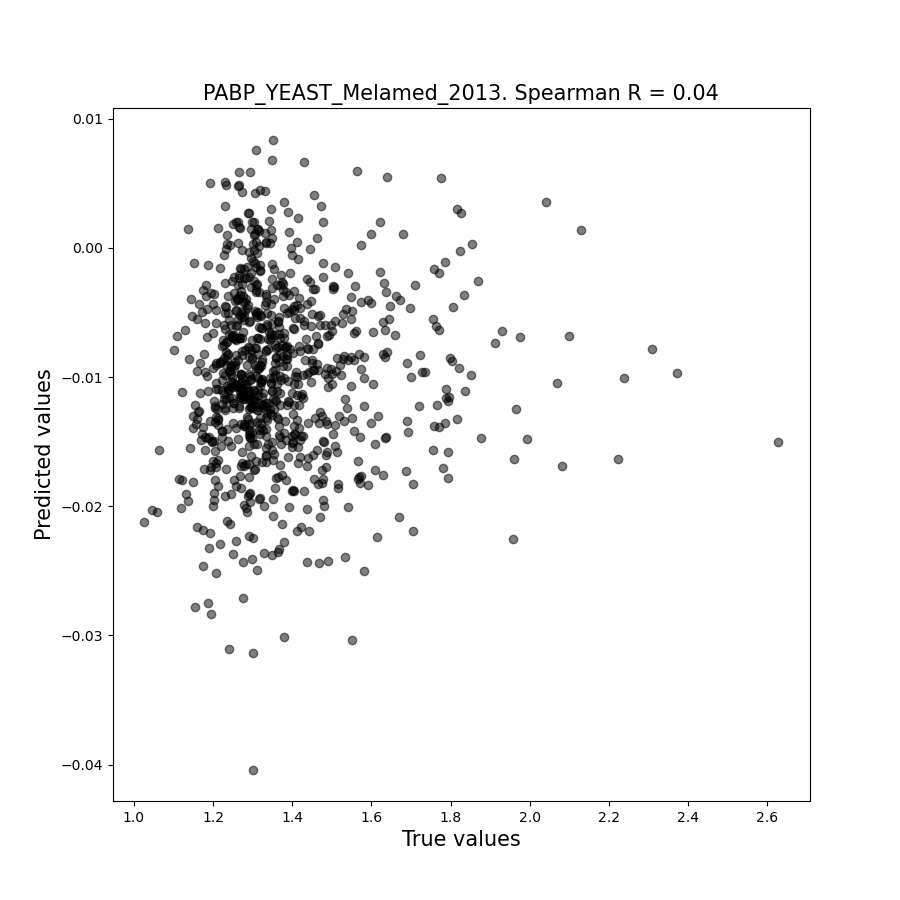 PABP_YEAST_Melamed_2013. Spearman R = 0.04
0.01
0.00
−0.01
−0.02
−0.03
−0.04
Predicted values
1.0 1.2 1.4 1.6 1.8 2.0 2.2 2.4 2.6
True values